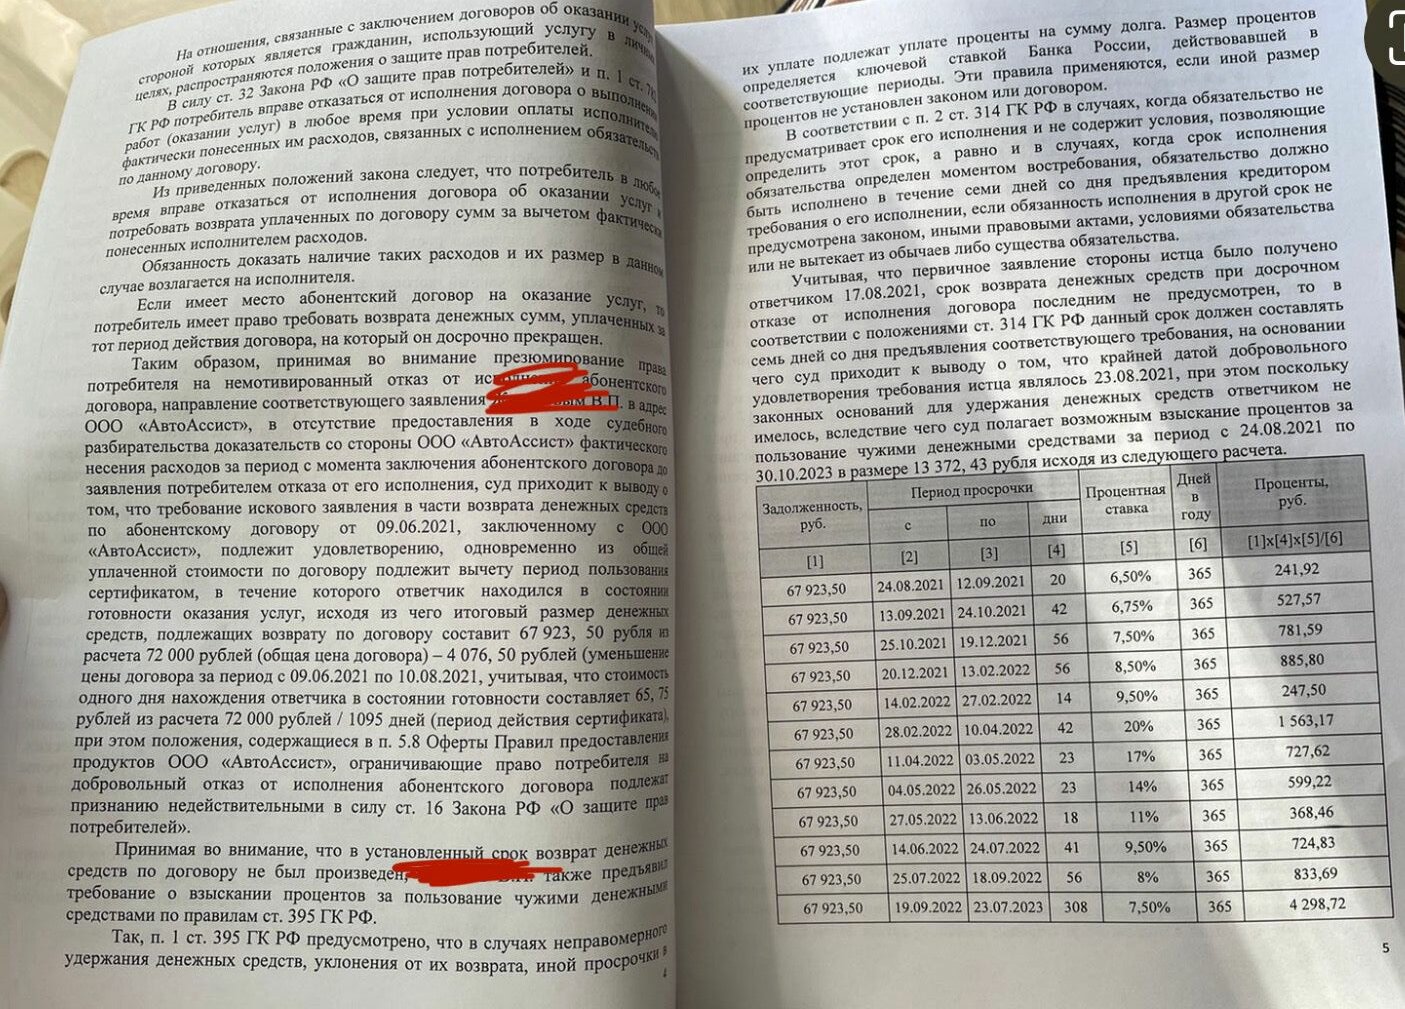 На отношения, связанные с заключением договоров об оказании услуг,
стороной которых является гражданин, использующий услугу в личных
целях, распространяются положения о защите прав потребителей.
В силу ст. 32 Закона РФ «О защите прав потребителей» и п. 1 ст. 782
ГК РФ потребитель вправе отказаться от исполнения договора о выполнении
работ (оказании услуг) в любое время при условии оплаты исполнителю
фактически понесенных им расходов, связанных с исполнением обязательств
по данному договору.
Из приведенных положений закона следует, что потребитель в любое
время вправе отказаться от исполнения договора об оказании услуг и
потребовать возврата уплаченных по договору сумм за вычетом фактически
понесенных исполнителем расходов.
Обязанность доказать наличие таких расходов и их размер в данном
случае возлагается на исполнителя.
Если имеет место абонентский договор на оказание услуг, то
потребитель имеет право требовать возврата денежных сумм, уплаченных за
тот период действия договора, на который он досрочно прекращен.
Таким образом, принимая во внимание презюмирование права
потребителя на немотивированный отказ от абонентского
договора, направление соответствующего заявления В.П. в адрес
ООО «АвтоАссист», в отсутствие предоставления в ходе судебного
разбирательства доказательств со стороны ООО «АвтоАссист» фактического
несения расходов за период с момента заключения абонентского договора до
заявления потребителем отказа от его исполнения, суд приходит к выводу о
том, что требование искового заявления в части возврата денежных средств
по абонентскому договору от 09.06.2021, заключенному с ООО
«АвтоАссист», подлежит удовлетворению, одновременно из общей
уплаченной стоимости по договору подлежит вычету период пользования
сертификатом, в течение которого ответчик находился в состоянии
готовности оказания услуг, исходя из чего итоговый размер денежных
средств, подлежащих возврату по договору составит 67 923, 50 рубля из
расчета 72 000 рублей (общая цена договора) – 4 076, 50 рублей (уменьшение
цены договора за период с 09.06.2021 по 10.08.2021, учитывая, что стоимость
одного дня нахождения ответчика в состоянии готовности составляет 65, 75
рублей из расчета 72 000 рублей / 1095 дней (период действия сертификата),
при этом положения, содержащиеся в п. 5.8 Оферты Правил предоставления
продуктов ООО «АвтоАссист», ограничивающие право потребителя на
добровольный отказ от исполнения абонентского договора подлежат
признанию недействительными в силу ст. 16 Закона РФ «О защите прав
потребителей».
Принимая во внимание, что в установленный срок возврат денежных
средств по договору не был произведен, также предъявил
требование о взыскании процентов за пользование чужими денежными
средствами по правилам ст. 395 ГК РФ.
Так, п. 1 ст. 395 ГК РФ предусмотрено, что в случаях неправомерного
удержания денежных средств, уклонения от их возврата, иной просрочки в
4
их уплате подлежат уплате проценты на сумму долга. Размер процентов
определяется ключевой ставкой Банка России, действовавшей в
соответствующие периоды. Эти правила применяются, если иной размер
процентов не установлен законом или договором.
В соответствии с п. 2 ст. 314 ГК РФ в случаях, когда обязательство не
предусматривает срок его исполнения и не содержит условия, позволяющие
определить этот срок, а равно и в случаях, когда срок исполнения
обязательства определен моментом востребования, обязательство должно
быть исполнено в течение семи дней со дня предъявления кредитором
требования о его исполнении, если обязанность исполнения в другой срок не
предусмотрена законом, иными правовыми актами, условиями обязательства
или не вытекает из обычаев либо существа обязательства.
Учитывая, что первичное заявление стороны истца было получено
ответчиком 17.08.2021, срок возврата денежных средств при досрочном
отказе от исполнения договора последним не предусмотрен, то в
соответствии с положениями ст. 314 ГК РФ данный срок должен составлять
семь дней со дня предъявления соответствующего требования, на основании
чего суд приходит к выводу о том, что крайней датой добровольного
удовлетворения требования истца являлось 23.08.2021, при этом поскольку
законных оснований для удержания денежных средств ответчиком не
имелось, вследствие чего суд полагает возможным взыскание процентов за
пользование чужими денежными средствами за период с 24.08.2021 по
30.10.2023 в размере 13 372, 43 рубля исходя из следующего расчета.
Задолженность, руб. Период просрочки Процентная ставка Дней в году Проценты, руб.
с по дни
[1] [2] [3] [4] [5] [6] [1]x[4]x[5]/[6]
67 923,50 24.08.2021 12.09.2021 20 6,50% 365 241,92
67 923,50 13.09.2021 24.10.2021 42 6,75% 365 527,57
67 923,50 25.10.2021 19.12.2021 56 7,50% 365 781,59
67 923,50 20.12.2021 13.02.2022 56 8,50% 365 885,80
67 923,50 14.02.2022 27.02.2022 14 9,50% 365 247,50
67 923,50 28.02.2022 10.04.2022 42 20% 365 1 563,17
67 923,50 11.04.2022 03.05.2022 23 17% 365 727,62
67 923,50 04.05.2022 26.05.2022 23 14% 365 599,22
67 923,50 27.05.2022 13.06.2022 18 11% 365 368,46
67 923,50 14.06.2022 24.07.2022 41 9,50% 365 724,83
67 923,50 25.07.2022 18.09.2022 56 8% 365 833,69
67 923,50 19.09.2022 23.07.2023 308 7,50% 365 4 298,72
5